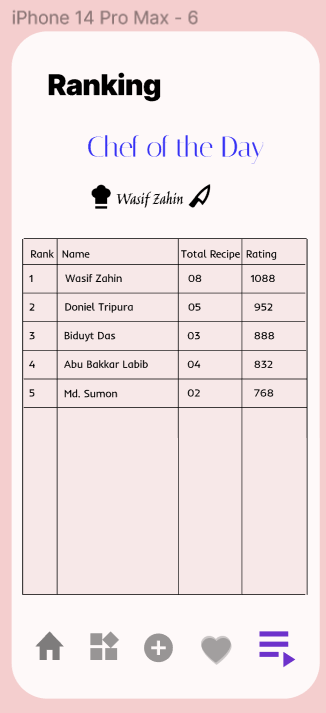 iPhone 14 Pro Max - 6
Ranking
Chef of the Day
Wasif Zahin
Rank Name Total Recipe Rating
1 Wasif Zahin 08 1088
2 Doniel Tripura 05 952
3 Biduyt Das 03 888
4 Abu Bakkar Labib 04 832
5 Md. Sumon 02 768